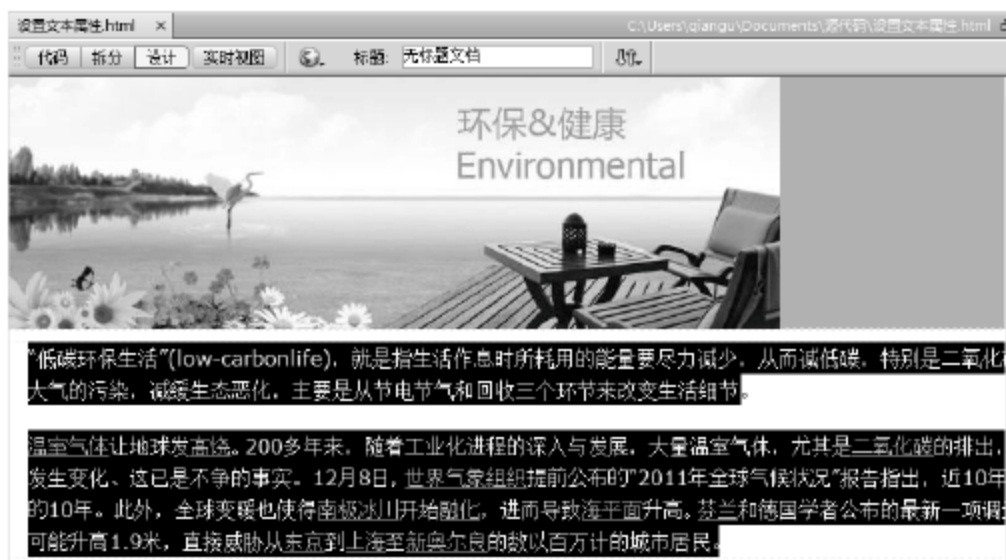 设置文本属性.html ×
C:\Users\qiangu\Documents\源代码\设置文本属性.html
代码 拆分 设计 实时视图 标题: 无标题文档
环保&健康
Environmental
"低碳环保生活"(low-carbonlife)，就是指生活作息时所耗用的能量要尽力减少，从而减低碳，特别是二氧化
大气的污染，减缓生态恶化，主要是从节电节气和回收三个环节来改变生活细节。
温室气体让地球发高烧。200多年来，随着工业化进程的深入与发展，大量温室气体，尤其是二氧化碳的排出，
发生变化、这已是不争的事实。12月8日，世界气象组织提前公布的"2011年全球气候状况"报告指出，近10年
的10年。此外，全球变暖也使得南极冰川开始融化，进而导致海平面升高。芬兰和德国学者公布的最新一项调
可能升高1.9米，直接威胁从东京到上海至新奥尔良的数以百万计的城市居民。